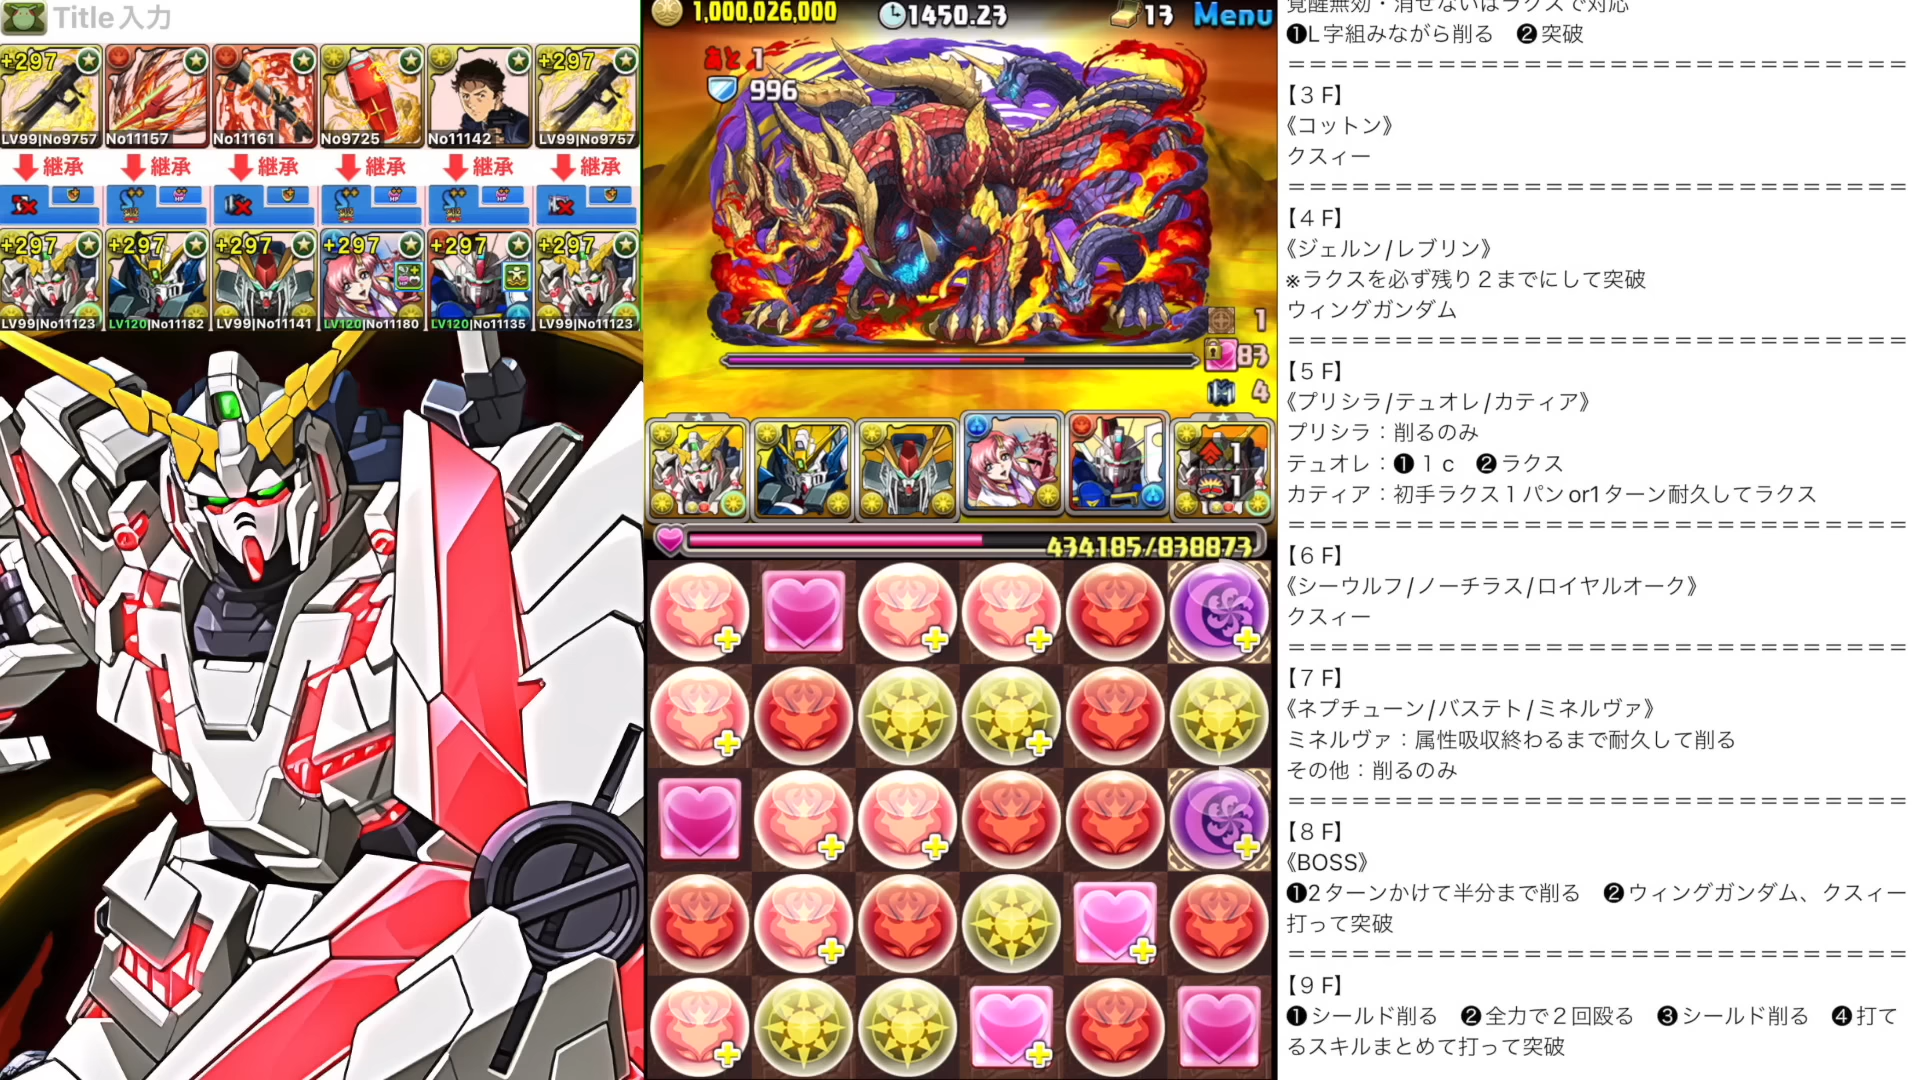 Title入力
+297
+297
LV99|No9757
No11157
No11161
No9725
No11142
LV99|No9757
継承
継承
継承
継承
継承
継承
+297
+297
+297
+297
+297
+297
LV99|No11123
LV120|No11182
LV99|No11141
LV120|No11180
LV120|No11135
LV99|No11123
1,000,026,000
1450.23
13
Menu
あと 1
996
1
83
4
1
1
434185/838873
覚醒無効・消せないはラクスで対応
❶L字組みながら削る ❷突破
==============================
【3 F】
《コットン》
クスィー
==============================
【4 F】
《ジェルン/レブリン》
※ラクスを必ず残り2までにして突破
ウィングガンダム
==============================
【5 F】
《プリシラ/テュオレ/カティア》
プリシラ：削るのみ
テュオレ：❶１ｃ ❷ラクス
カティア：初手ラクス１パンor1ターン耐久してラクス
==============================
【6 F】
《シーウルフ/ノーチラス/ロイヤルオーク》
クスィー
==============================
【7 F】
《ネプチューン/バステト/ミネルヴァ》
ミネルヴァ：属性吸収終わるまで耐久して削る
その他：削るのみ
==============================
【8 F】
《BOSS》
❶2ターンかけて半分まで削る ❷ウィングガンダム、クスィー
打って突破
==============================
【9 F】
❶シールド削る ❷全力で２回殴る ❸シールド削る ❹打て
るスキルまとめて打って突破